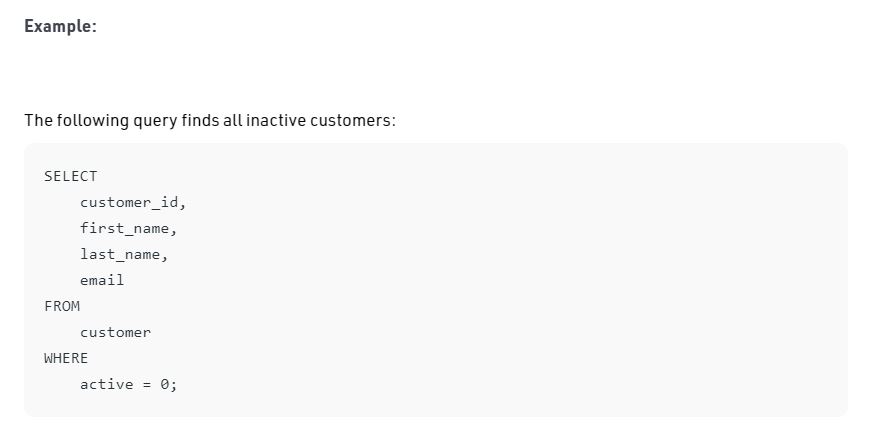 Example:
The following query finds all inactive customers:
SELECT
    customer_id,
    first_name,
    last_name,
    email
FROM
    customer
WHERE
    active = 0;